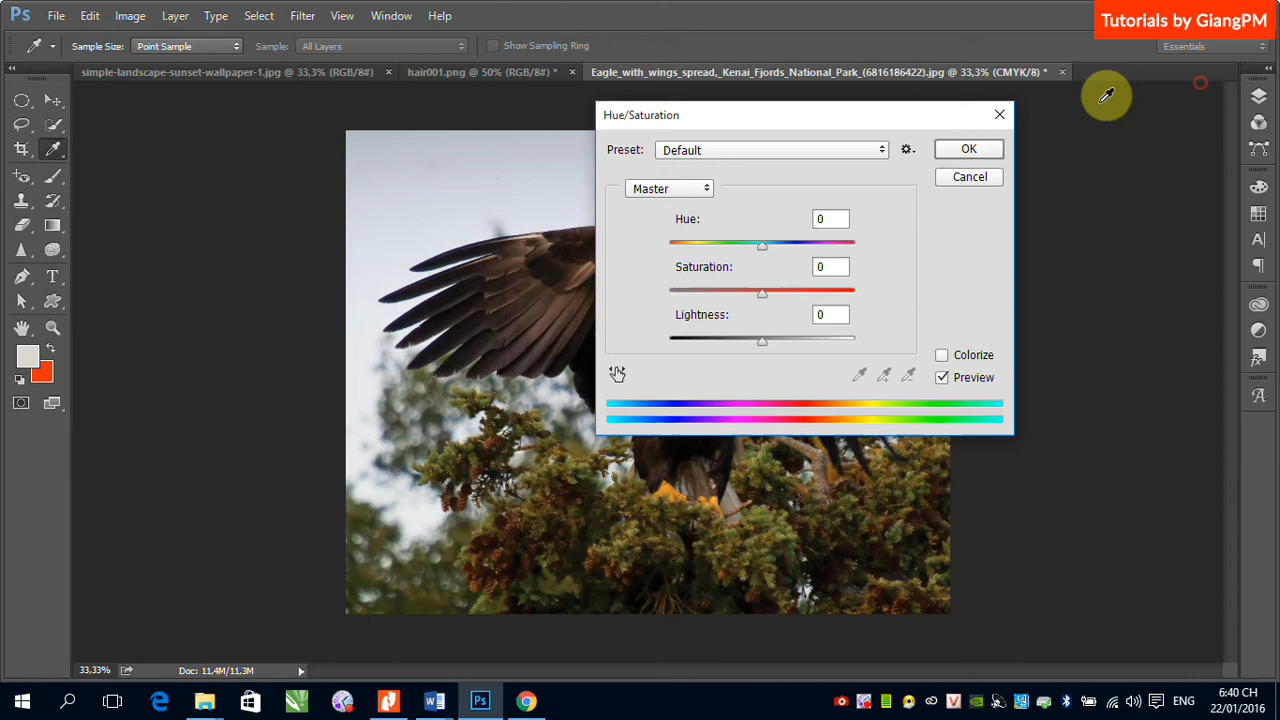 Ps File Edit Image Layer Type Select Filter View Window Help
Tutorials by GiangPM
Sample Size: Point Sample Sample: All Layers Show Sampling Ring Essentials
simple-landscape-sunset-wallpaper-1.jpg @ 33,3% (RGB/8#) × hair001.png @ 50% (RGB/8#) * × Eagle_with_wings_spread,_Kenai_Fjords_National_Park_(6816186422).jpg @ 33,3% (CMYK/8) * ×
Hue/Saturation
Preset: Default OK
Cancel
Master
Hue: 0
Saturation: 0
Lightness: 0
Colorize
Preview
33,33% Doc: 11,4M/11,3M
ENG
6:40 CH
22/01/2016